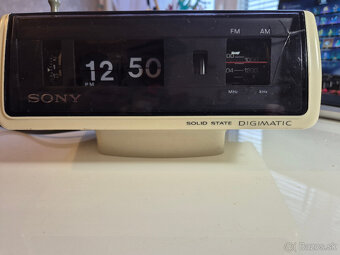 FM AM
12 50
PM
MHz kHz
SONY
SOLID STATE DIGIMATIC
Bazos.sk